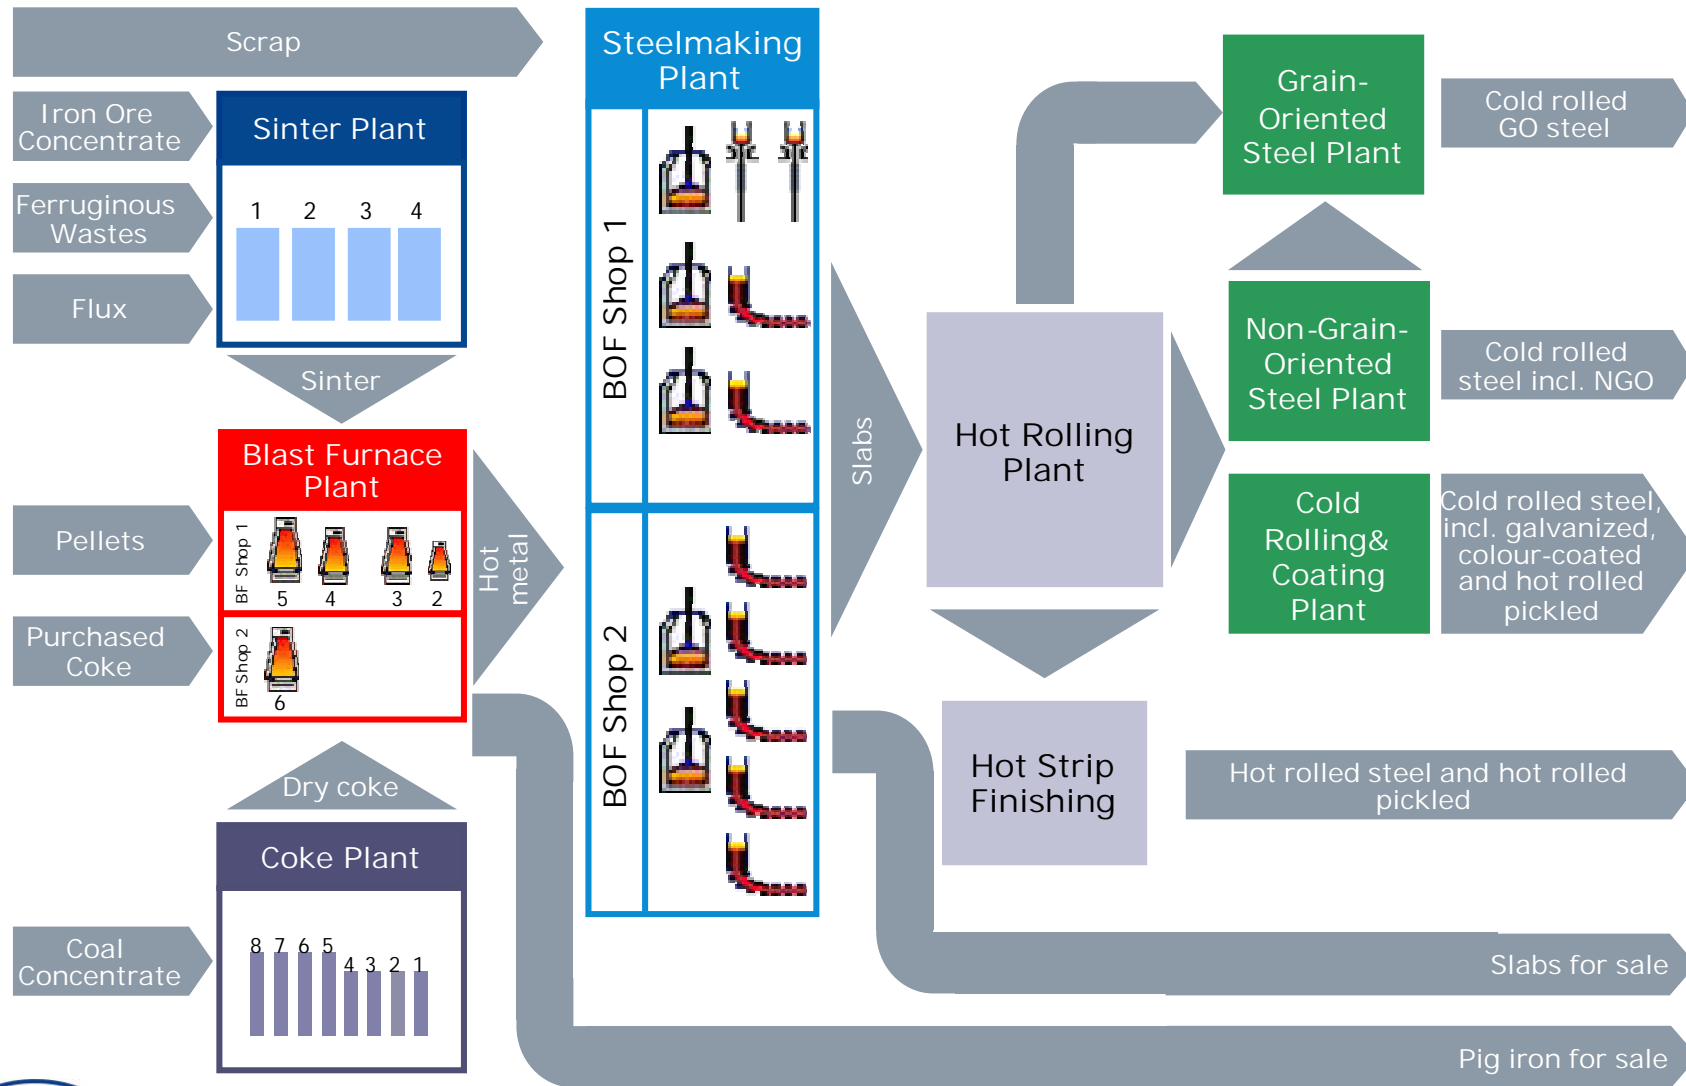 Scrap
Iron Ore
Concentrate
Ferruginous
Wastes
Flux
Sinter Plant
1 2 3 4
Sinter
Pellets
Purchased
Coke
Blast Furnace
Plant
BF Shop 1
5 4 3 2
BF Shop 2
6
Hot
metal
Dry coke
Coke Plant
8 7 6 5 4 3 2 1
Coal
Concentrate
Steelmaking
Plant
BOF Shop 1
BOF Shop 2
Slabs
Hot Rolling
Plant
Hot Strip
Finishing
Grain-
Oriented
Steel Plant
Cold rolled
GO steel
Non-Grain-
Oriented
Steel Plant
Cold rolled
steel incl. NGO
Cold
Rolling&
Coating
Plant
Cold rolled steel,
incl. galvanized,
colour-coated
and hot rolled
pickled
Hot rolled steel and hot rolled
pickled
Slabs for sale
Pig iron for sale